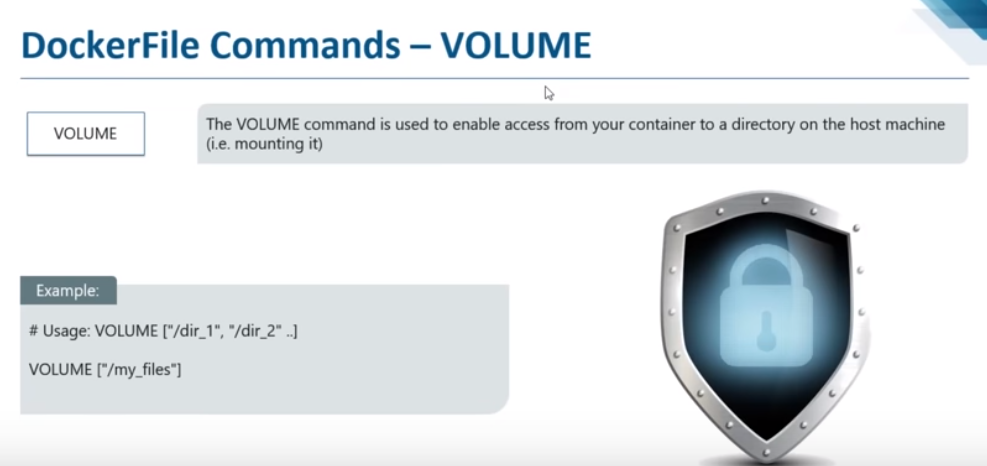 DockerFile Commands – VOLUME
VOLUME
The VOLUME command is used to enable access from your container to a directory on the host machine
(i.e. mounting it)
Example:
# Usage: VOLUME ["/dir_1", "/dir_2" ..]
VOLUME ["/my_files"]